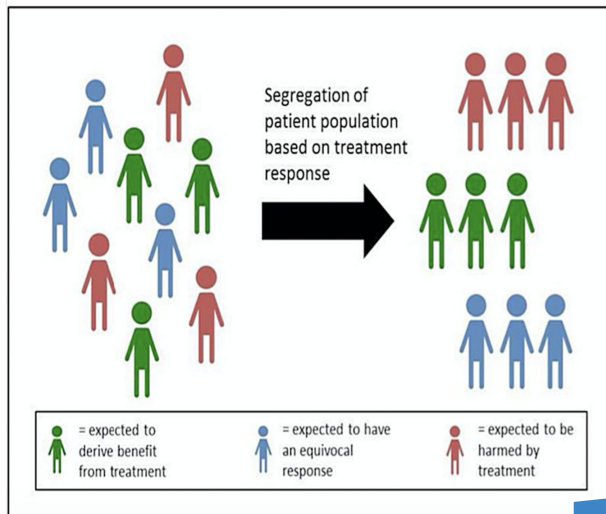 Segregation of
patient population
based on treatment
response
= expected to
derive benefit
from treatment
= expected to have
an equivocal
response
= expected to be
harmed by
treatment